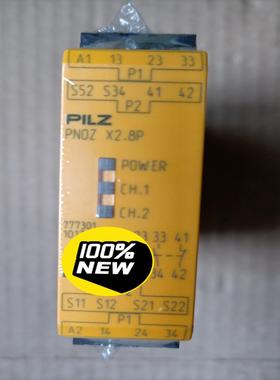 A1 13 23 33
P1
S52 S34 41 42
P2
PILZ
PNOZ X2.8P
POWER
CH.1
CH.2
777301
33 41
100%
NEW
34 42
S11 S12 S21 S22
P1
A2 14 24 34